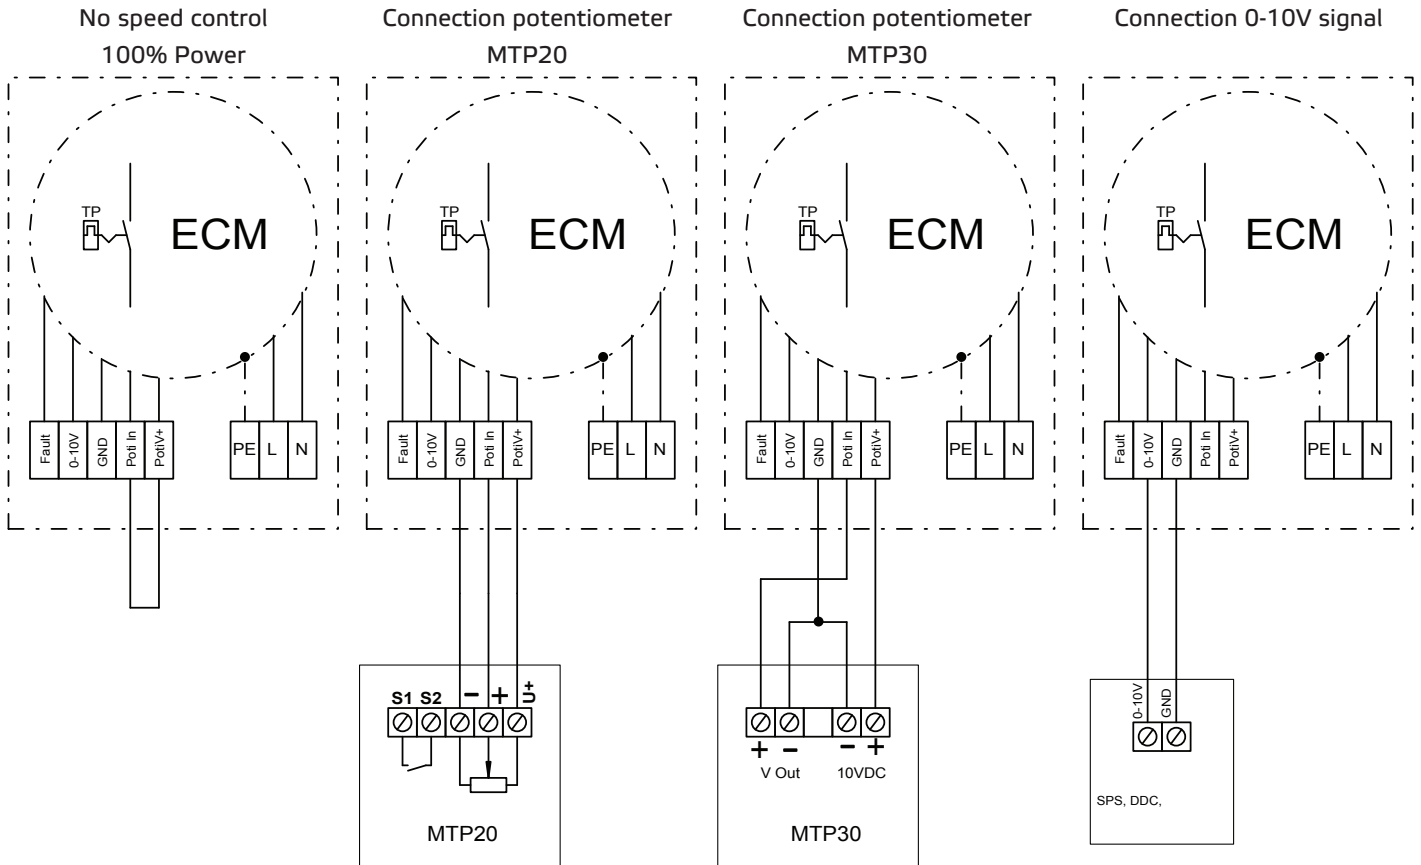 No speed control
100% Power
TP
ECM
Fault
0-10V
GND
Poti In
PotiV+
PE
L
N
Connection potentiometer
MTP20
TP
ECM
Fault
0-10V
GND
Poti In
PotiV+
PE
L
N
S1 S2 − + U+
MTP20
Connection potentiometer
MTP30
TP
ECM
Fault
0-10V
GND
Poti In
PotiV+
PE
L
N
+ − − +
V Out 10VDC
MTP30
Connection 0-10V signal
TP
ECM
Fault
0-10V
GND
Poti In
PotiV+
PE
L
N
0-10V
GND
SPS, DDC,